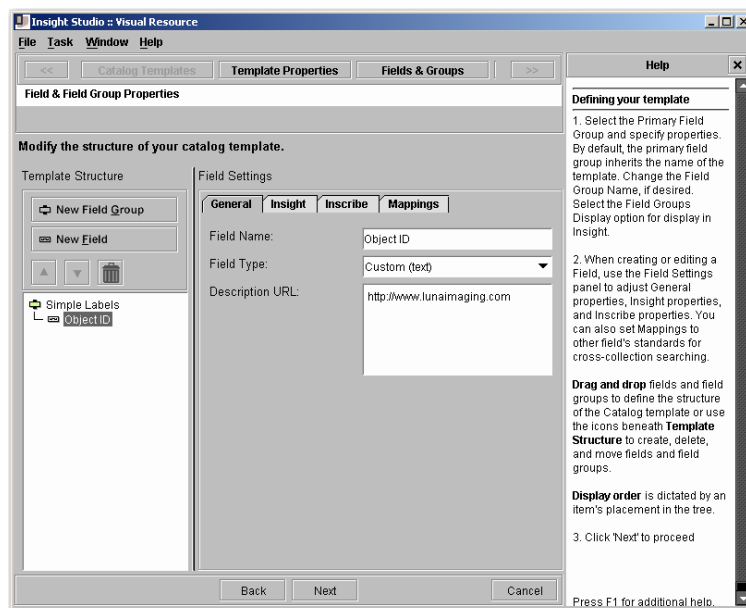 Insight Studio :: Visual Resource
File Task Window Help
<< Catalog Templates Template Properties Fields & Groups >>
Field & Field Group Properties
Modify the structure of your catalog template.
Template Structure
New Field Group
New Field
Simple Labels
Object ID
Field Settings
General Insight Inscribe Mappings
Field Name: Object ID
Field Type: Custom (text)
Description URL: http://www.lunaimaging.com
Back Next Cancel
Help
Defining your template
1. Select the Primary Field
Group and specify properties.
By default, the primary field
group inherits the name of the
template. Change the Field
Group Name, if desired.
Select the Field Groups
Display option for display in
Insight.
2. When creating or editing a
Field, use the Field Settings
panel to adjust General
properties, Insight properties,
and Inscribe properties. You
can also set Mappings to
other field's standards for
cross-collection searching.
Drag and drop fields and field
groups to define the structure
of the Catalog template or use
the icons beneath Template
Structure to create, delete,
and move fields and field
groups.
Display order is dictated by an
item's placement in the tree.
3. Click 'Next' to proceed
Press F1 for additional help.